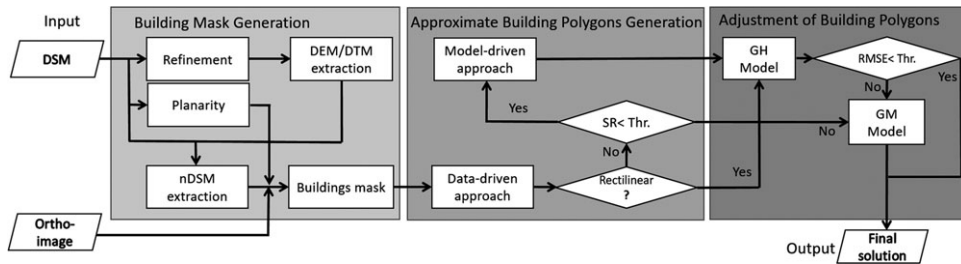 Input
Building Mask Generation
Approximate Building Polygons Generation
Adjustment of Building Polygons
DSM
Refinement
DEM/DTM
extraction
Model-driven
approach
GH
Model
RMSE< Thr.
Yes
No
Planarity
Yes
SR< Thr.
No
GM
Model
No
nDSM
extraction
Buildings mask
Data-driven
approach
Rectilinear
?
Yes
Ortho-
image
Output
Final
solution